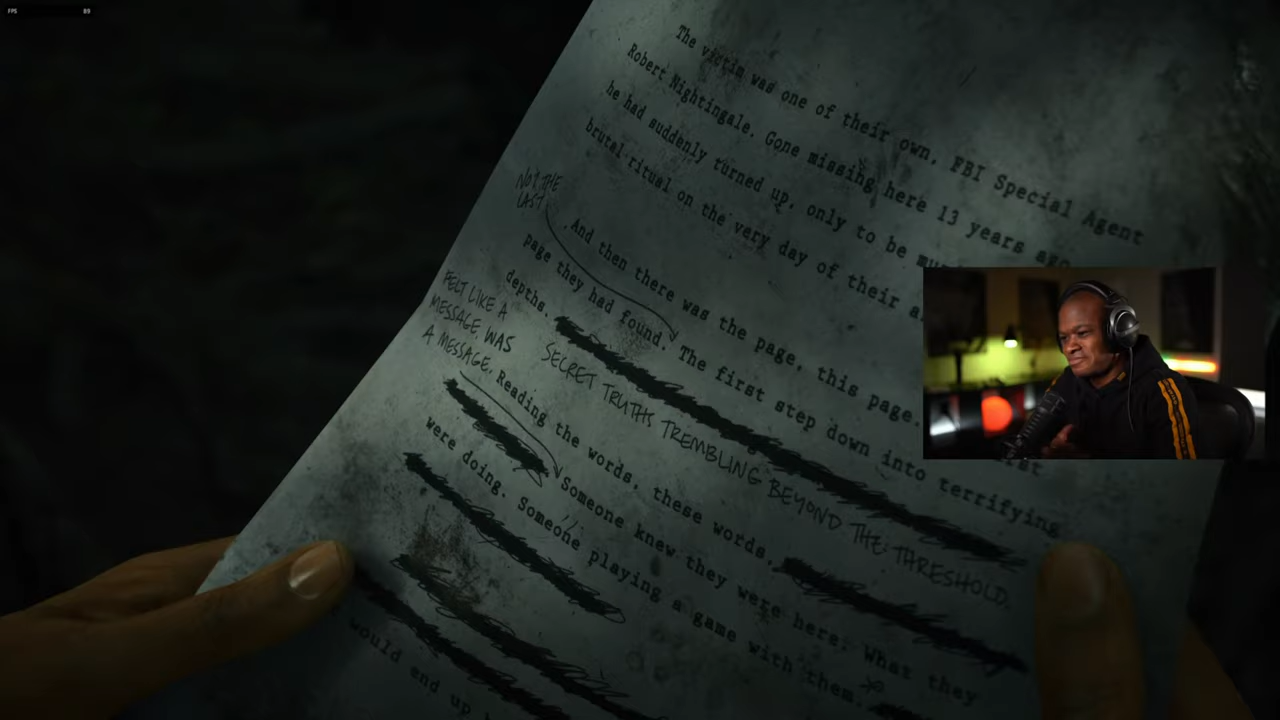 FPS 89
The victim was one of their own, FBI Special Agent
Robert Nightingale. Gone missing here 13 years ago
he had suddenly turned up, only to be
brutal ritual on the very day of their
NOT THE
LAST
And then there was the page, this page.
page they had found. The first step down into terrifying
depths.
SECRET TRUTHS TREMBLING BEYOND THE THRESHOLD.
FELT LIKE A
MESSAGE. WAS
A MESSAGE.
Reading the words, these words.
Someone knew they were here. What they
were doing. Someone playing a game with them.
would end up